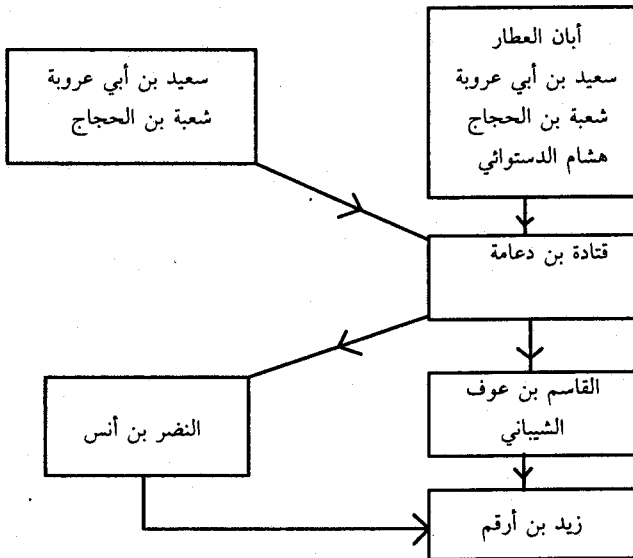 أبان العطار
سعيد بن أبي عروبة
شعبة بن الحجاج
هشام الدستوائي
سعيد بن أبي عروبة
شعبة بن الحجاج
قتادة بن دعامة
القاسم بن عوف
الشيباني
النضر بن أنس
زيد بن أرقم